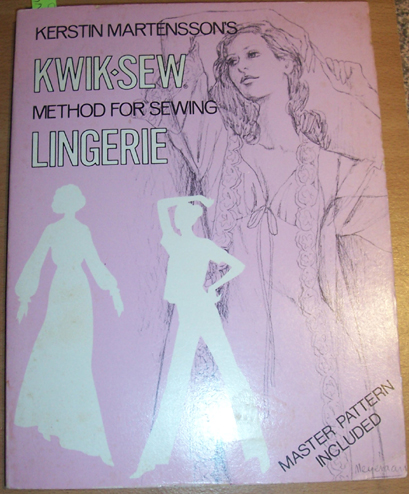 KERSTIN MARTENSSON'S
KWIK•SEW
METHOD FOR SEWING
LINGERIE
MASTER PATTERN
INCLUDED